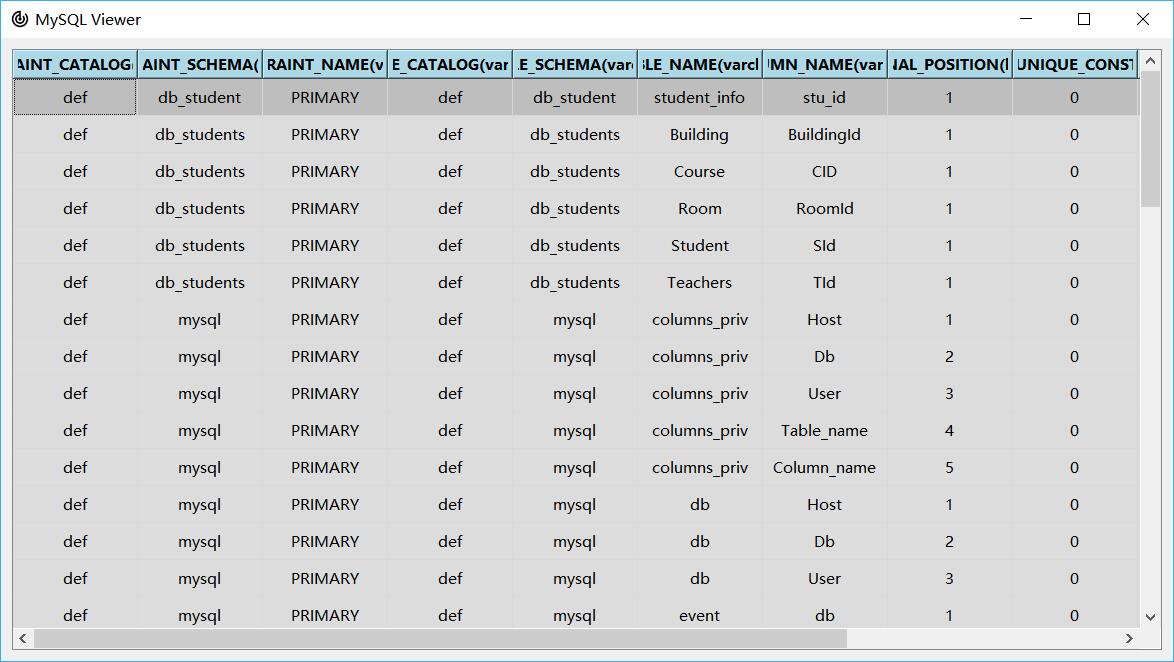 MySQL Viewer
AINT_CATALOG( AINT_SCHEMA( RAINT_NAME(v E_CATALOG(var E_SCHEMA(varc BLE_NAME(varcl UMN_NAME(var NAL_POSITION(l UNIQUE_CONST
def db_student PRIMARY def db_student student_info stu_id 1 0
def db_students PRIMARY def db_students Building BuildingId 1 0
def db_students PRIMARY def db_students Course CID 1 0
def db_students PRIMARY def db_students Room RoomId 1 0
def db_students PRIMARY def db_students Student SId 1 0
def db_students PRIMARY def db_students Teachers TId 1 0
def mysql PRIMARY def mysql columns_priv Host 1 0
def mysql PRIMARY def mysql columns_priv Db 2 0
def mysql PRIMARY def mysql columns_priv User 3 0
def mysql PRIMARY def mysql columns_priv Table_name 4 0
def mysql PRIMARY def mysql columns_priv Column_name 5 0
def mysql PRIMARY def mysql db Host 1 0
def mysql PRIMARY def mysql db Db 2 0
def mysql PRIMARY def mysql db User 3 0
def mysql PRIMARY def mysql event db 1 0